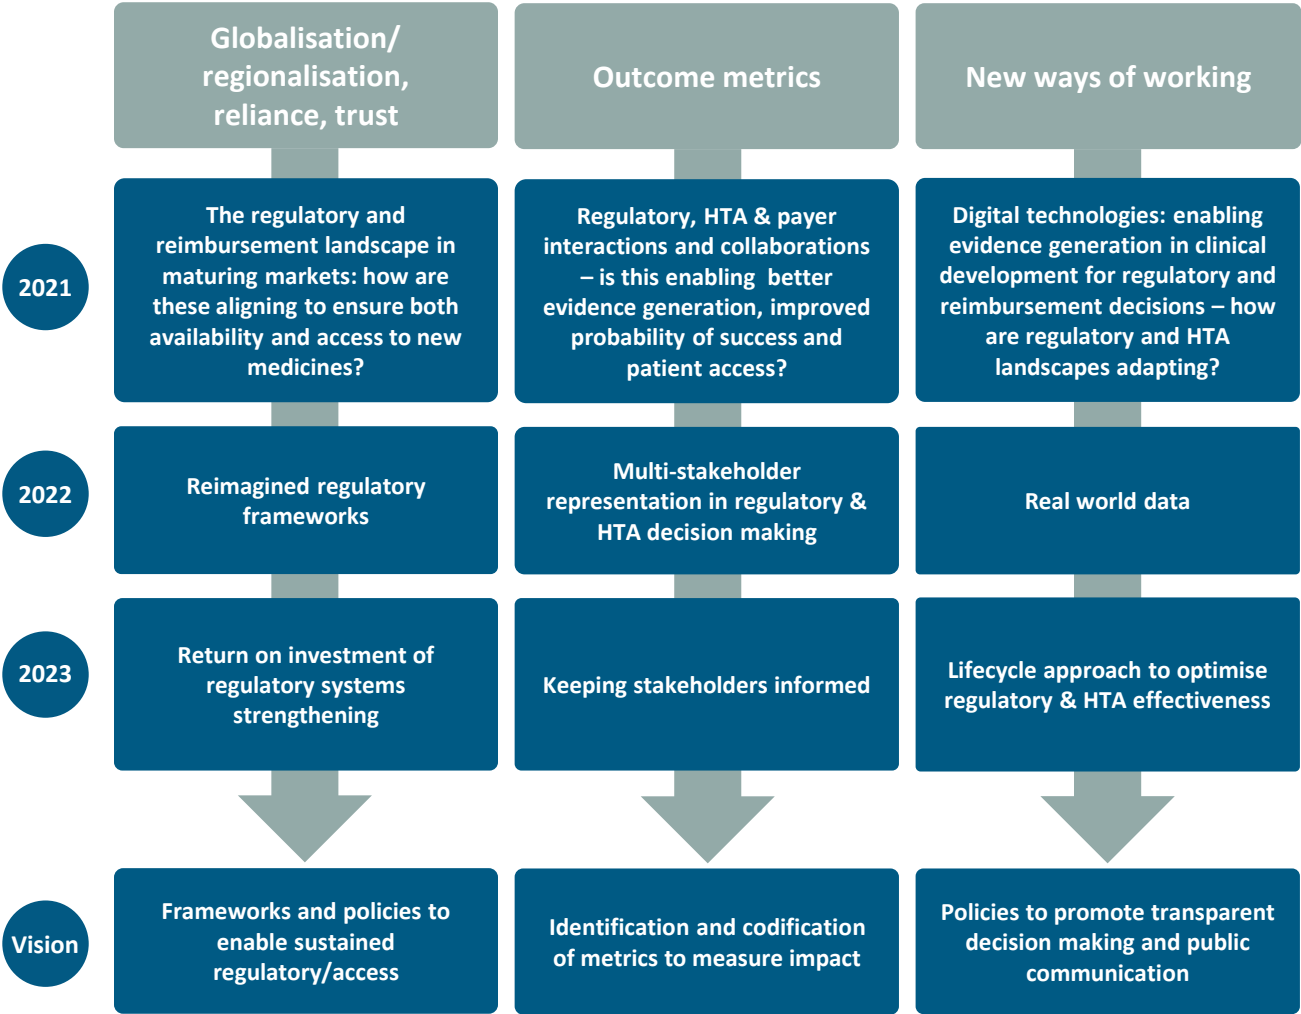 Globalisation/
regionalisation,
reliance, trust
Outcome metrics
New ways of working
2021
The regulatory and
reimbursement landscape in
maturing markets: how are
these aligning to ensure both
availability and access to new
medicines?
Regulatory, HTA & payer
interactions and collaborations
– is this enabling better
evidence generation, improved
probability of success and
patient access?
Digital technologies: enabling
evidence generation in clinical
development for regulatory and
reimbursement decisions – how
are regulatory and HTA
landscapes adapting?
2022
Reimagined regulatory
frameworks
Multi-stakeholder
representation in regulatory &
HTA decision making
Real world data
2023
Return on investment of
regulatory systems
strengthening
Keeping stakeholders informed
Lifecycle approach to optimise
regulatory & HTA effectiveness
Vision
Frameworks and policies to
enable sustained
regulatory/access
Identification and codification
of metrics to measure impact
Policies to promote transparent
decision making and public
communication